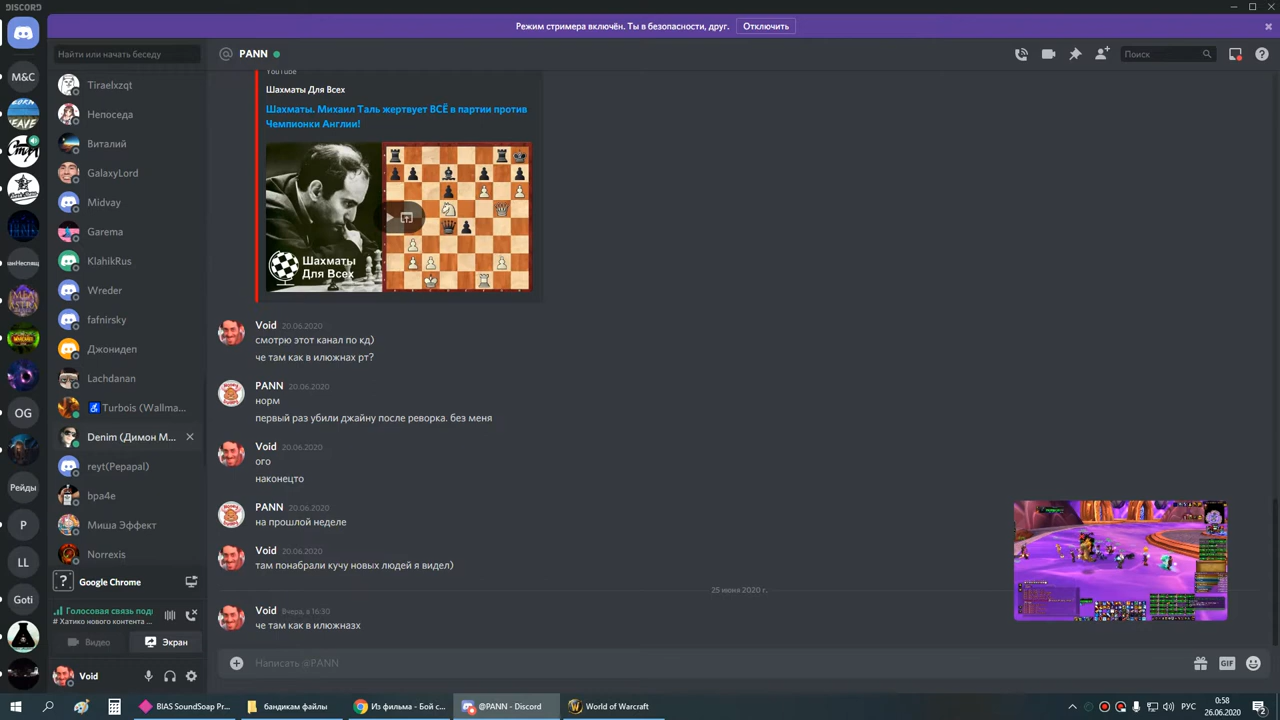 DISCORD
Режим стримера включён. Ты в безопасности, друг.
Отключить
Найти или начать беседу
PANN
Поиск
M&C
OG
Рейды
P
LL
Goti
Tiraelxzqt
Непоседа
Виталий
GalaxyLord
Midvay
Garema
KlahikRus
Wreder
fafnirsky
Джонидеп
Lachdanan
Turbois (Wallma...
Denim (Димон М...
reyt(Pepapal)
bpa4e
Миша Эффект
Norrexis
Google Chrome
Голосовая связь подк
# Хатико нового контента ...
Видео
Экран
Void
YouTube
Шахматы Для Всех
Шахматы. Михаил Таль жертвует ВСЁ в партии против
Чемпионки Англии!
Шахматы
Для Всех
Void 20.06.2020
смотрю этот канал по кд)
че там как в илюжнах рт?
PANN 20.06.2020
норм
первый раз убили джайну после реворка. без меня
Void 20.06.2020
ого
наконецто
PANN 20.06.2020
на прошлой неделе
Void 20.06.2020
там понабрали кучу новых людей я видел)
25 июня 2020 г.
Void Вчера, в 16:30
че там как в илюжназх
Написать @PANN
GIF
BIAS SoundSoap Pr...
бандикам файлы
Из фильма - Бой с...
@PANN - Discord
World of Warcraft
РУС
0:58
26.06.2020
2